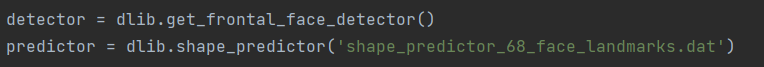 detector = dlib.get_frontal_face_detector()
predictor = dlib.shape_predictor('shape_predictor_68_face_landmarks.dat')